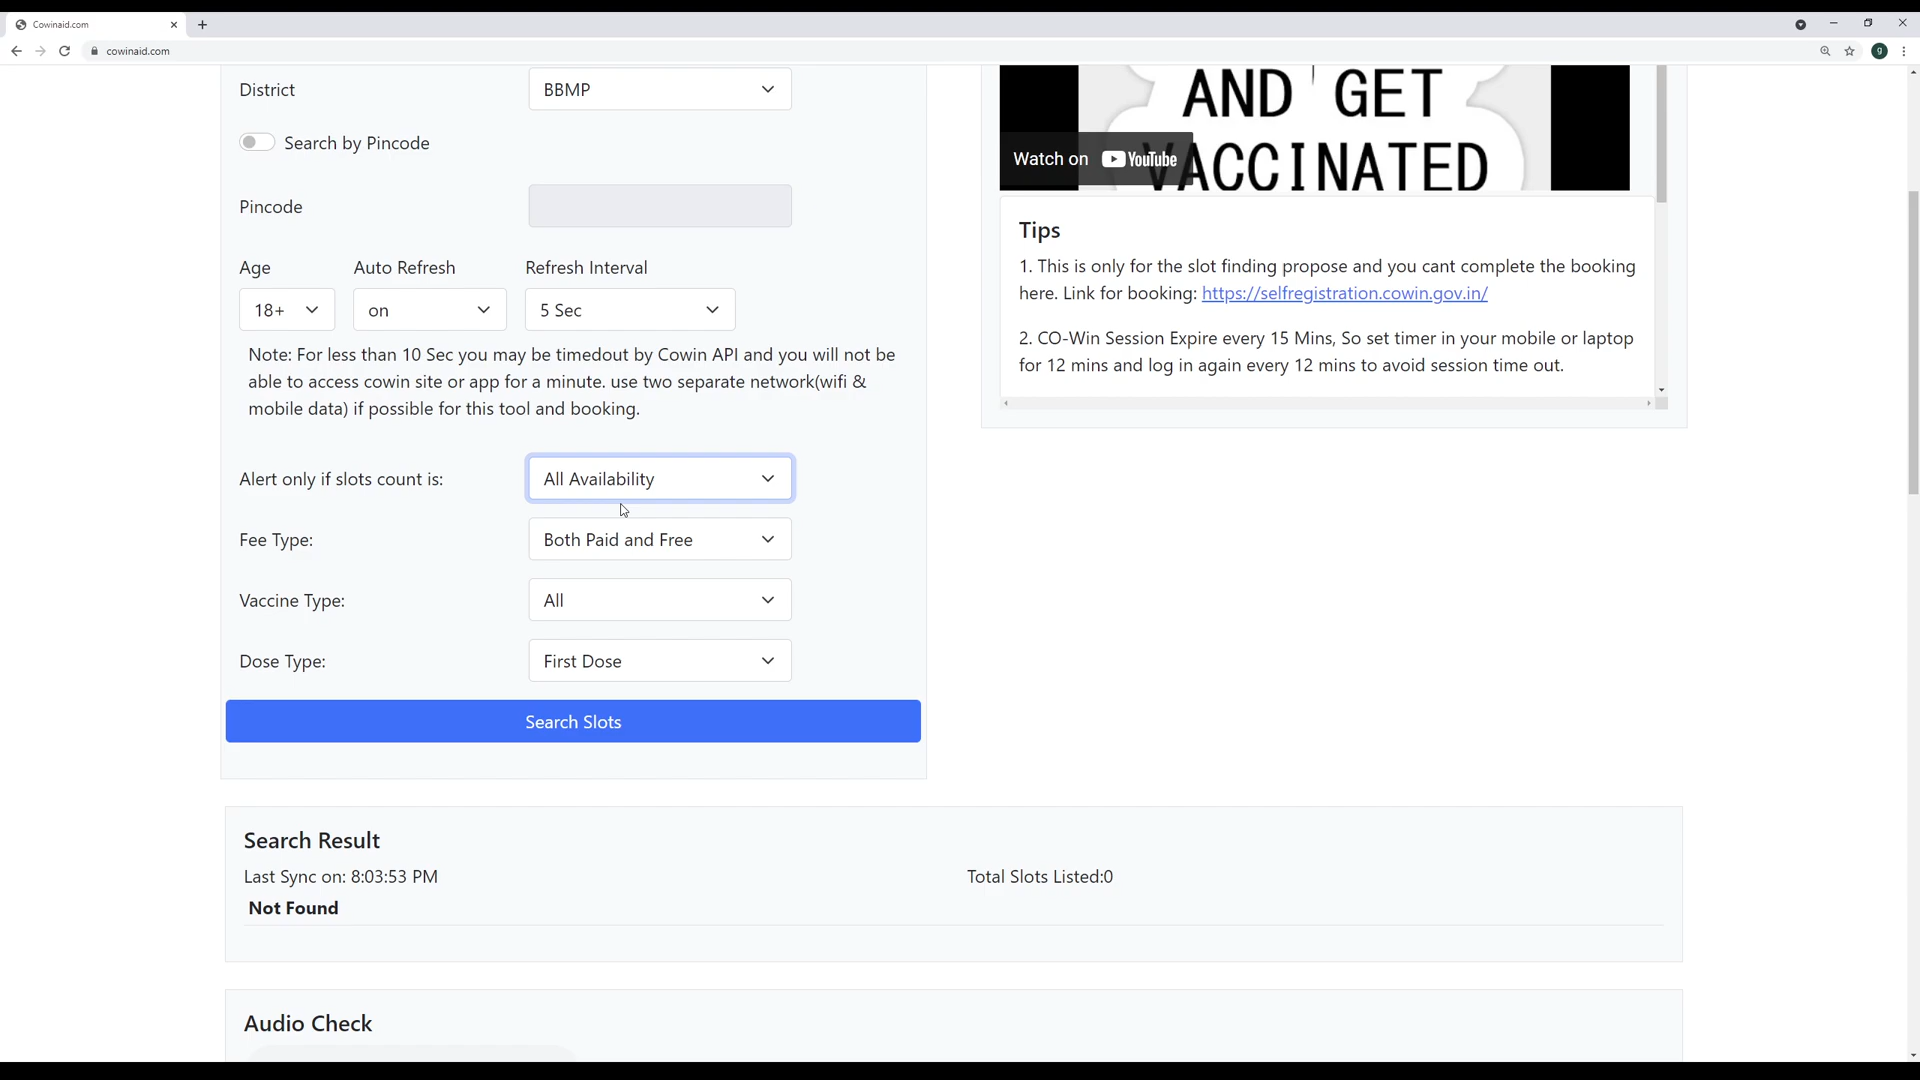 Cowinaid.com
cowinaid.com
g
District
BBMP
Search by Pincode
Pincode
Age
Auto Refresh
Refresh Interval
18+
on
5 Sec
Note: For less than 10 Sec you may be timedout by Cowin API and you will not be
able to access cowin site or app for a minute. use two separate network(wifi &
mobile data) if possible for this tool and booking.
Alert only if slots count is:
All Availability
Fee Type:
Both Paid and Free
Vaccine Type:
All
Dose Type:
First Dose
Search Slots
AND GET
VACCINATED
Watch on YouTube
Tips
1. This is only for the slot finding propose and you cant complete the booking
here. Link for booking: https://selfregistration.cowin.gov.in/
2. CO-Win Session Expire every 15 Mins, So set timer in your mobile or laptop
for 12 mins and log in again every 12 mins to avoid session time out.
Search Result
Last Sync on: 8:03:53 PM
Total Slots Listed:0
Not Found
Audio Check